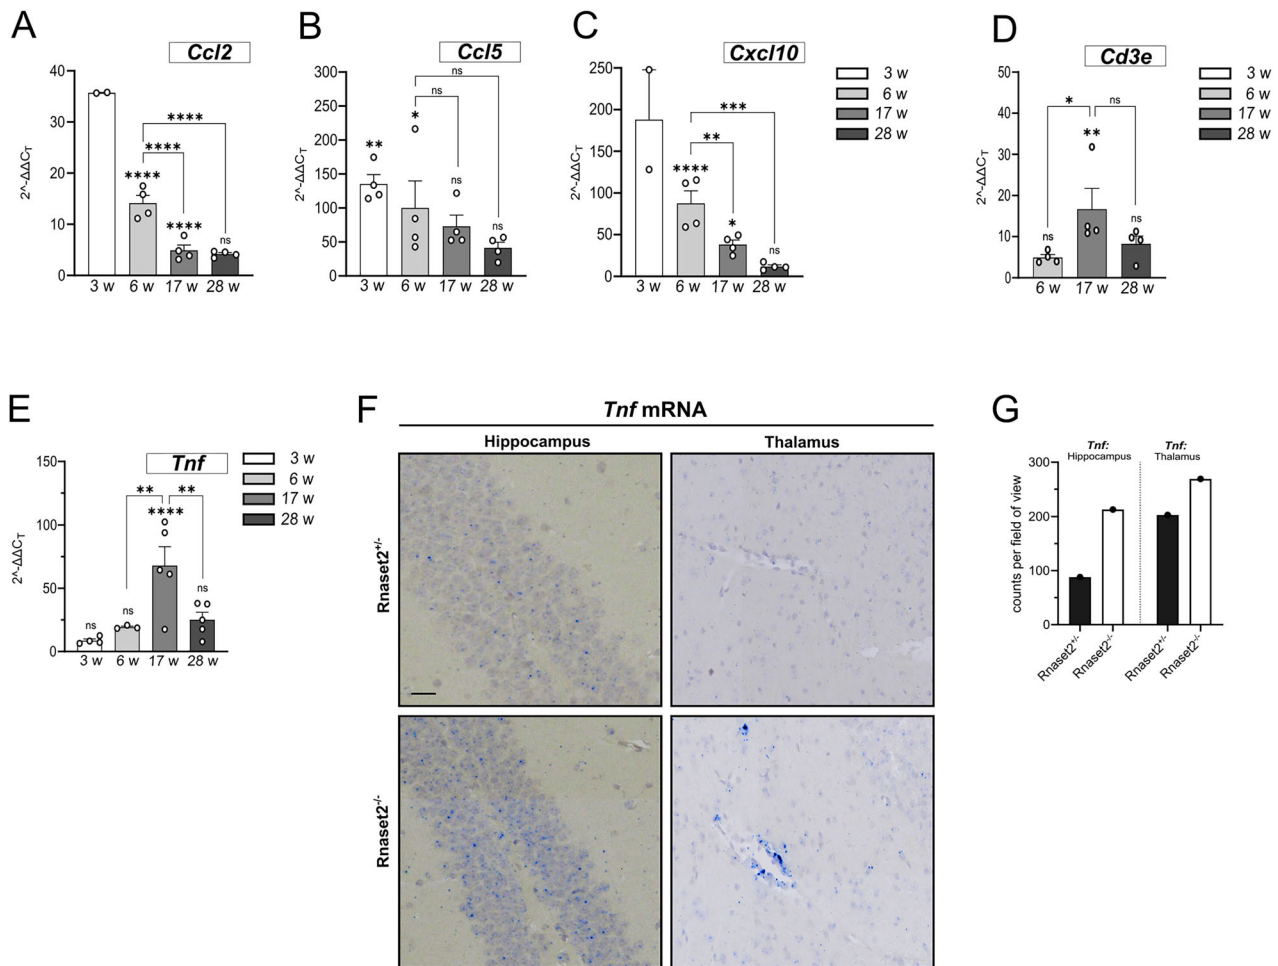 A
Ccl2
2^-ΔΔCT
40
30
20
10
0
****
****
****
****
ns
3 w
6 w
17 w
28 w
B
Ccl5
2^-ΔΔCT
300
250
200
150
100
50
0
ns
ns
**
*
ns
ns
3 w
6 w
17 w
28 w
C
Cxcl10
2^-ΔΔCT
250
200
150
100
50
0
***
**
****
*
ns
3 w
6 w
17 w
28 w
3 w
6 w
17 w
28 w
D
Cd3e
2^-ΔΔCT
50
40
30
20
10
0
*
ns
**
ns
ns
6 w
17 w
28 w
3 w
6 w
17 w
28 w
E
Tnf
2^-ΔΔCT
150
100
50
0
**
**
****
ns
ns
ns
3 w
6 w
17 w
28 w
3 w
6 w
17 w
28 w
F
Tnf mRNA
Hippocampus
Thalamus
Rnaset2+/-
Rnaset2-/-
G
Tnf:
Hippocampus
Tnf:
Thalamus
counts per field of view
300
200
100
0
Rnaset2+/-
Rnaset2-/-
Rnaset2+/-
Rnaset2-/-